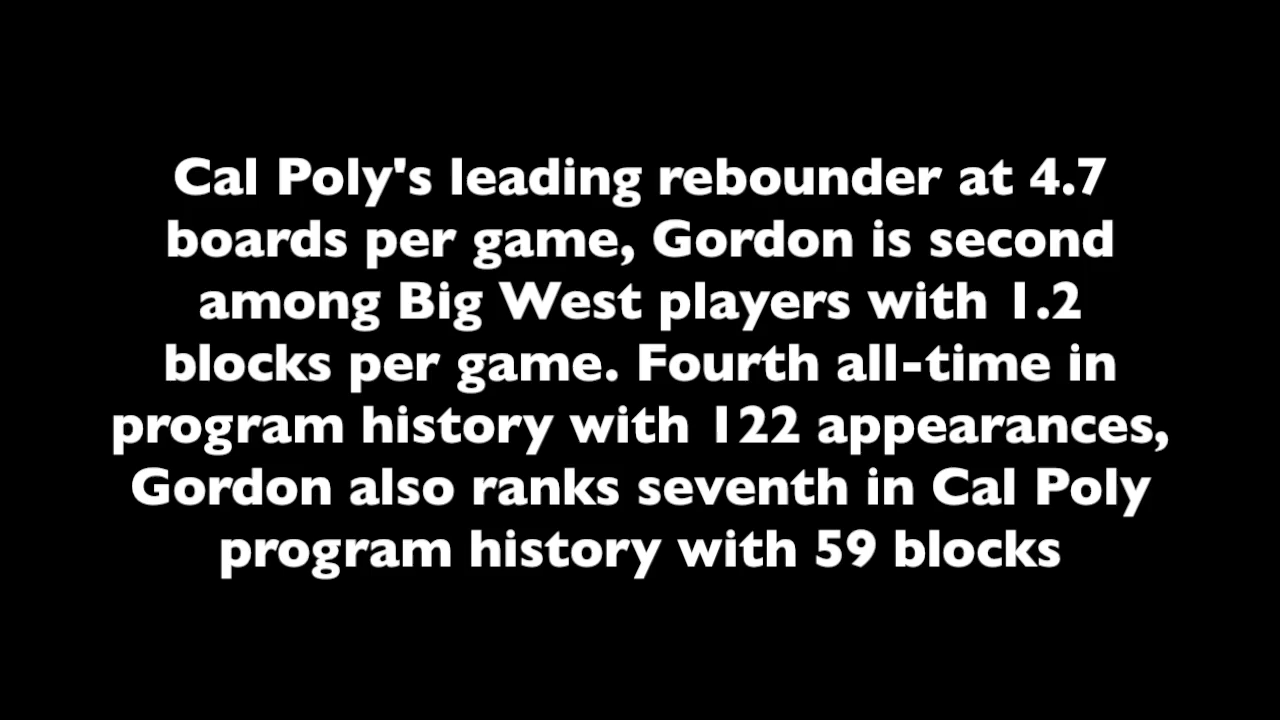 Cal Poly's leading rebounder at 4.7
boards per game, Gordon is second
among Big West players with 1.2
blocks per game. Fourth all-time in
program history with 122 appearances,
Gordon also ranks seventh in Cal Poly
program history with 59 blocks